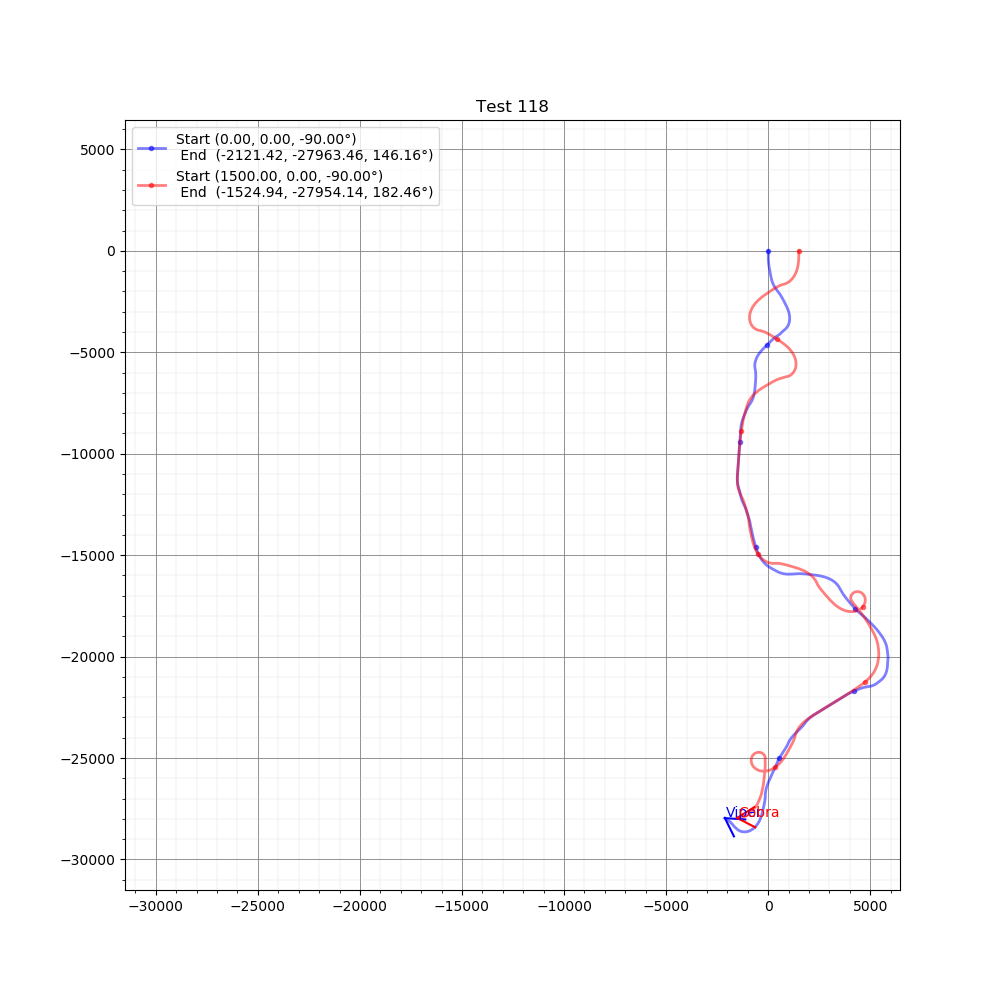 Test 118
Start (0.00, 0.00, -90.00°)
End  (-2121.42, -27963.46, 146.16°)
Start (1500.00, 0.00, -90.00°)
End  (-1524.94, -27954.14, 182.46°)
5000
0
−5000
−10000
−15000
−20000
−25000
−30000
Viper
Cobra
−30000
−25000
−20000
−15000
−10000
−5000
0
5000